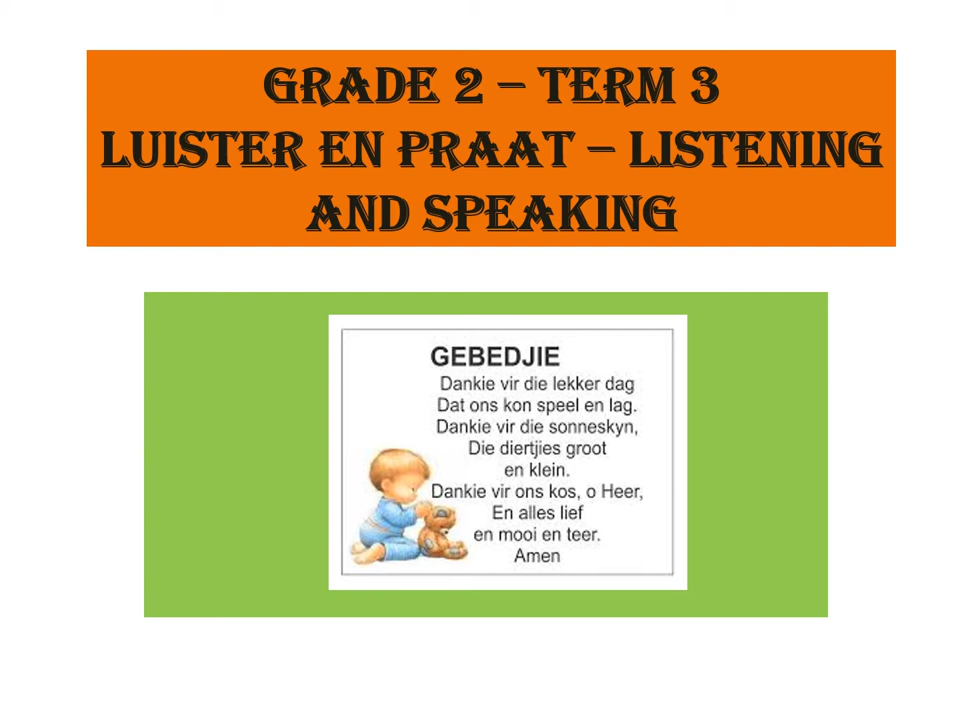 GRADE 2 – TERM 3
LUISTER EN PRAAT – LISTENING
AND SPEAKING
GEBEDJIE
Dankie vir die lekker dag
Dat ons kon speel en lag.
Dankie vir die sonneskyn,
Die diertjies groot
en klein.
Dankie vir ons kos, o Heer,
En alles lief
en mooi en teer.
Amen